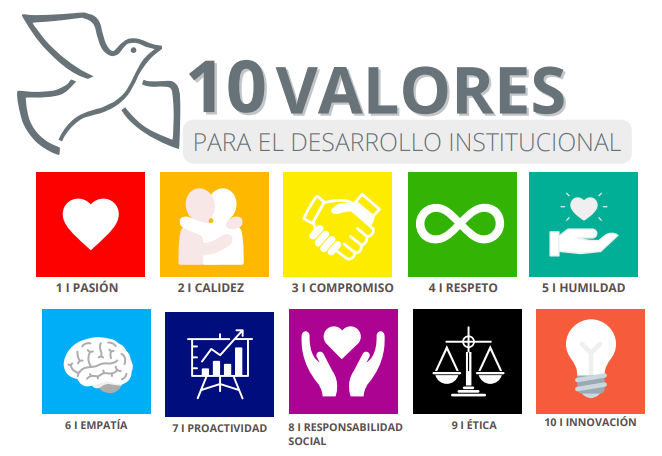 10 VALORES
PARA EL DESARROLLO INSTITUCIONAL
1 I PASIÓN
2 I CALIDEZ
3 I COMPROMISO
4 I RESPETO
5 I HUMILDAD
6 I EMPATÍA
7 I PROACTIVIDAD
8 I RESPONSABILIDAD
SOCIAL
9 I ÉTICA
10 I INNOVACIÓN